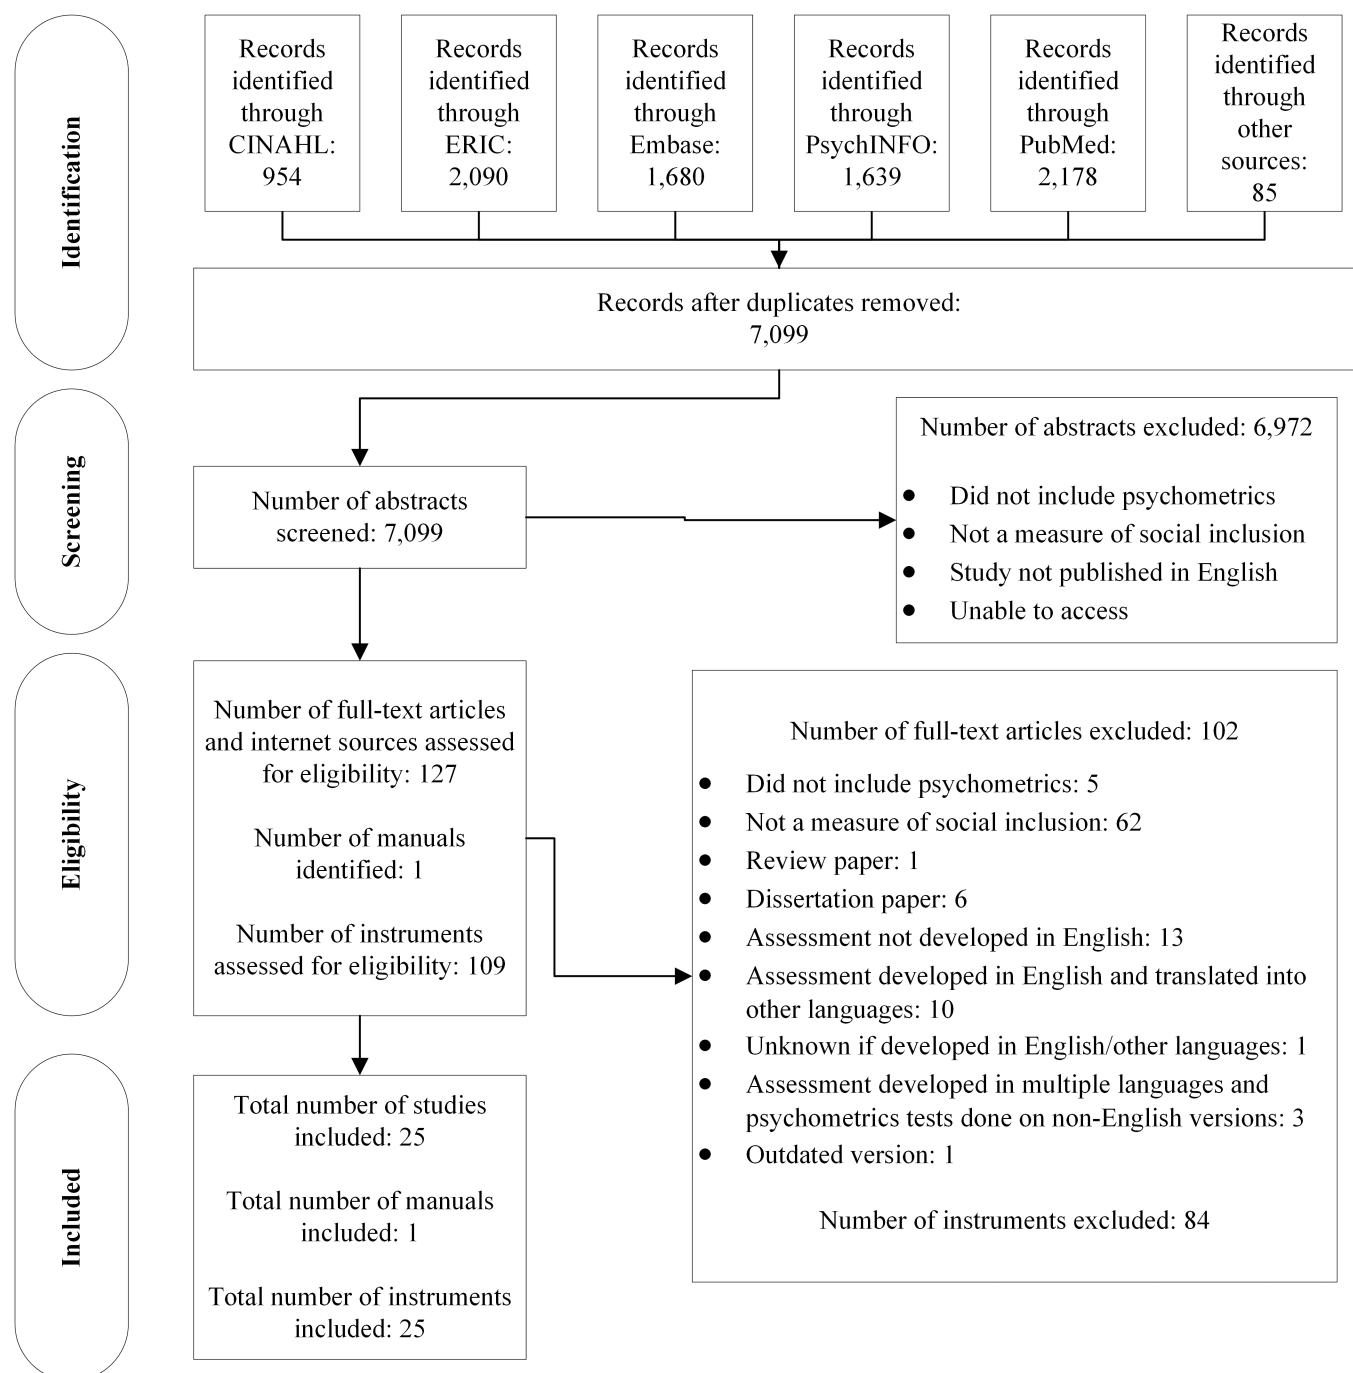 Identification
Records
identified
through
CINAHL:
954
Records
identified
through
ERIC:
2,090
Records
identified
through
Embase:
1,680
Records
identified
through
PsychINFO:
1,639
Records
identified
through
PubMed:
2,178
Records
identified
through
other
sources:
85
Records after duplicates removed:
7,099
Screening
Number of abstracts
screened: 7,099
Number of abstracts excluded: 6,972
● Did not include psychometrics
● Not a measure of social inclusion
● Study not published in English
● Unable to access
Eligibility
Number of full-text articles
and internet sources assessed
for eligibility: 127
Number of manuals
identified: 1
Number of instruments
assessed for eligibility: 109
Number of full-text articles excluded: 102
● Did not include psychometrics: 5
● Not a measure of social inclusion: 62
● Review paper: 1
● Dissertation paper: 6
● Assessment not developed in English: 13
● Assessment developed in English and translated into
other languages: 10
● Unknown if developed in English/other languages: 1
● Assessment developed in multiple languages and
psychometrics tests done on non-English versions: 3
● Outdated version: 1
Number of instruments excluded: 84
Included
Total number of studies
included: 25
Total number of manuals
included: 1
Total number of instruments
included: 25